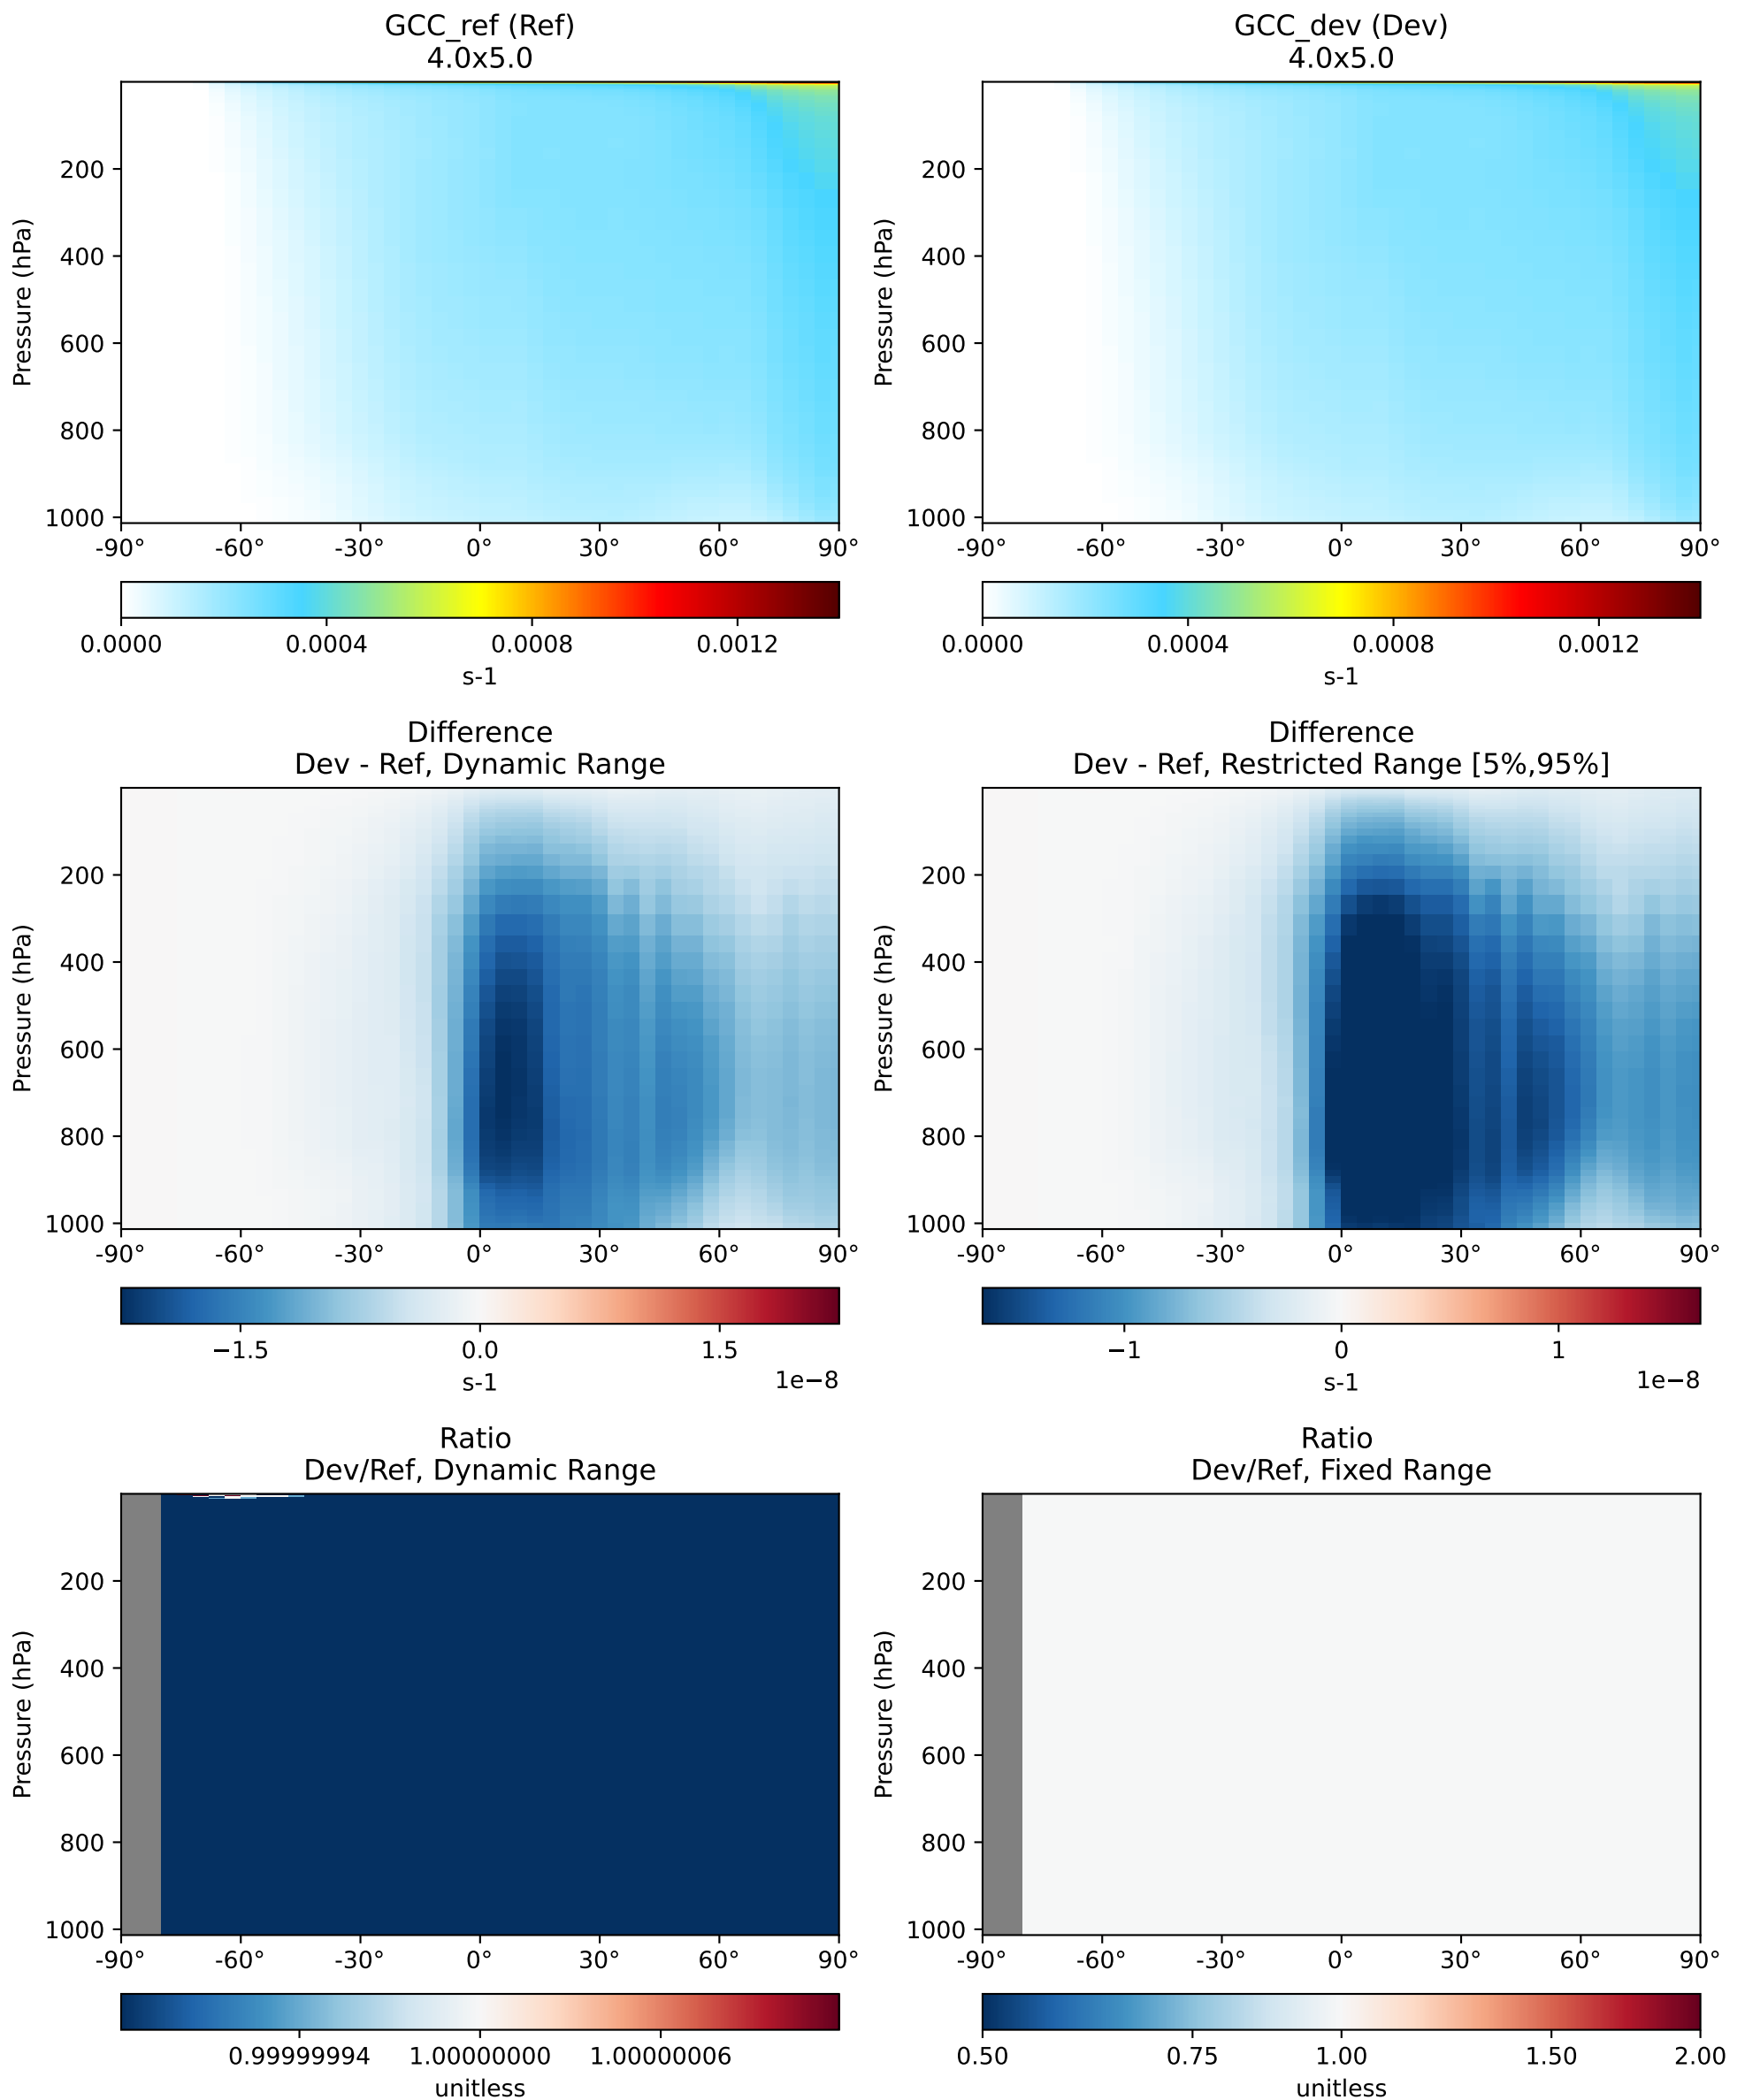 GCC_ref (Ref)
4.0x5.0
Pressure (hPa)
200
400
600
800
1000
-90° -60° -30° 0° 30° 60° 90°
0.0000 0.0004 0.0008 0.0012
s-1
GCC_dev (Dev)
4.0x5.0
Pressure (hPa)
200
400
600
800
1000
-90° -60° -30° 0° 30° 60° 90°
0.0000 0.0004 0.0008 0.0012
s-1
Difference
Dev - Ref, Dynamic Range
Pressure (hPa)
200
400
600
800
1000
-90° -60° -30° 0° 30° 60° 90°
−1.5 0.0 1.5
s-1 1e−8
Difference
Dev - Ref, Restricted Range [5%,95%]
Pressure (hPa)
200
400
600
800
1000
-90° -60° -30° 0° 30° 60° 90°
−1 0 1
s-1 1e−8
Ratio
Dev/Ref, Dynamic Range
Pressure (hPa)
200
400
600
800
1000
-90° -60° -30° 0° 30° 60° 90°
0.99999994 1.00000000 1.00000006
unitless
Ratio
Dev/Ref, Fixed Range
Pressure (hPa)
200
400
600
800
1000
-90° -60° -30° 0° 30° 60° 90°
0.50 0.75 1.00 1.50 2.00
unitless